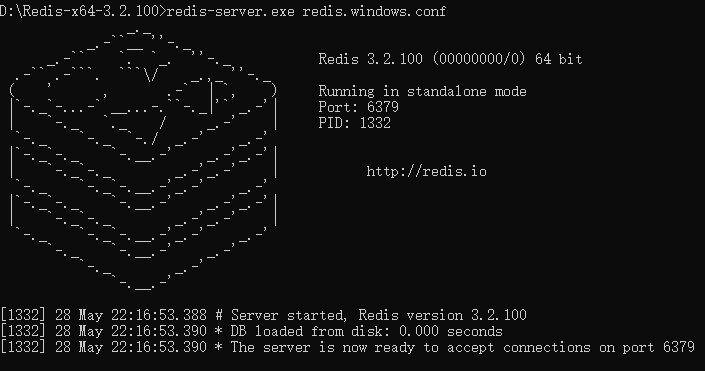 D:\Redis-x64-3.2.100>redis-server.exe redis.windows.conf
Redis 3.2.100 (00000000/0) 64 bit
Running in standalone mode
Port: 6379
PID: 1332
http://redis.io
[1332] 28 May 22:16:53.388 # Server started, Redis version 3.2.100
[1332] 28 May 22:16:53.390 * DB loaded from disk: 0.000 seconds
[1332] 28 May 22:16:53.390 * The server is now ready to accept connections on port 6379